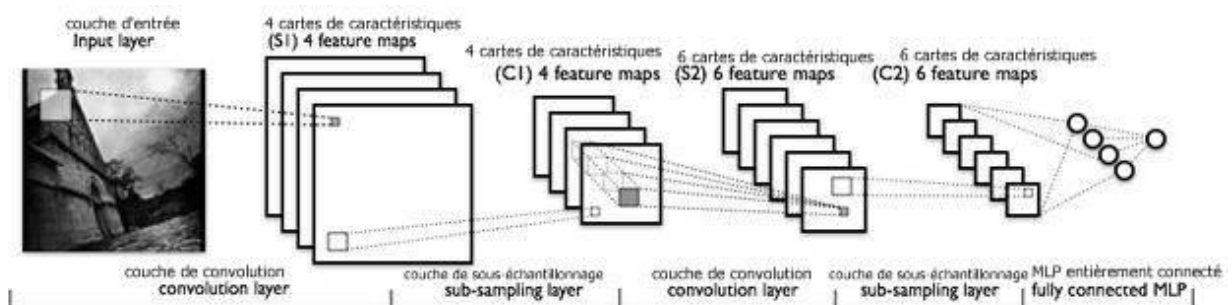 couche d'entrée
Input layer
4 cartes de caractéristiques
(S1) 4 feature maps
4 cartes de caractéristiques
(C1) 4 feature maps
6 cartes de caractéristiques
(S2) 6 feature maps
6 cartes de caractéristiques
(C2) 6 feature maps
couche de convolution
convolution layer
couche de sous-échantillonnage
sub-sampling layer
couche de convolution
convolution layer
couche de sous-échantillonnage
sub-sampling layer
MLP entièrement connecté
fully connected MLP